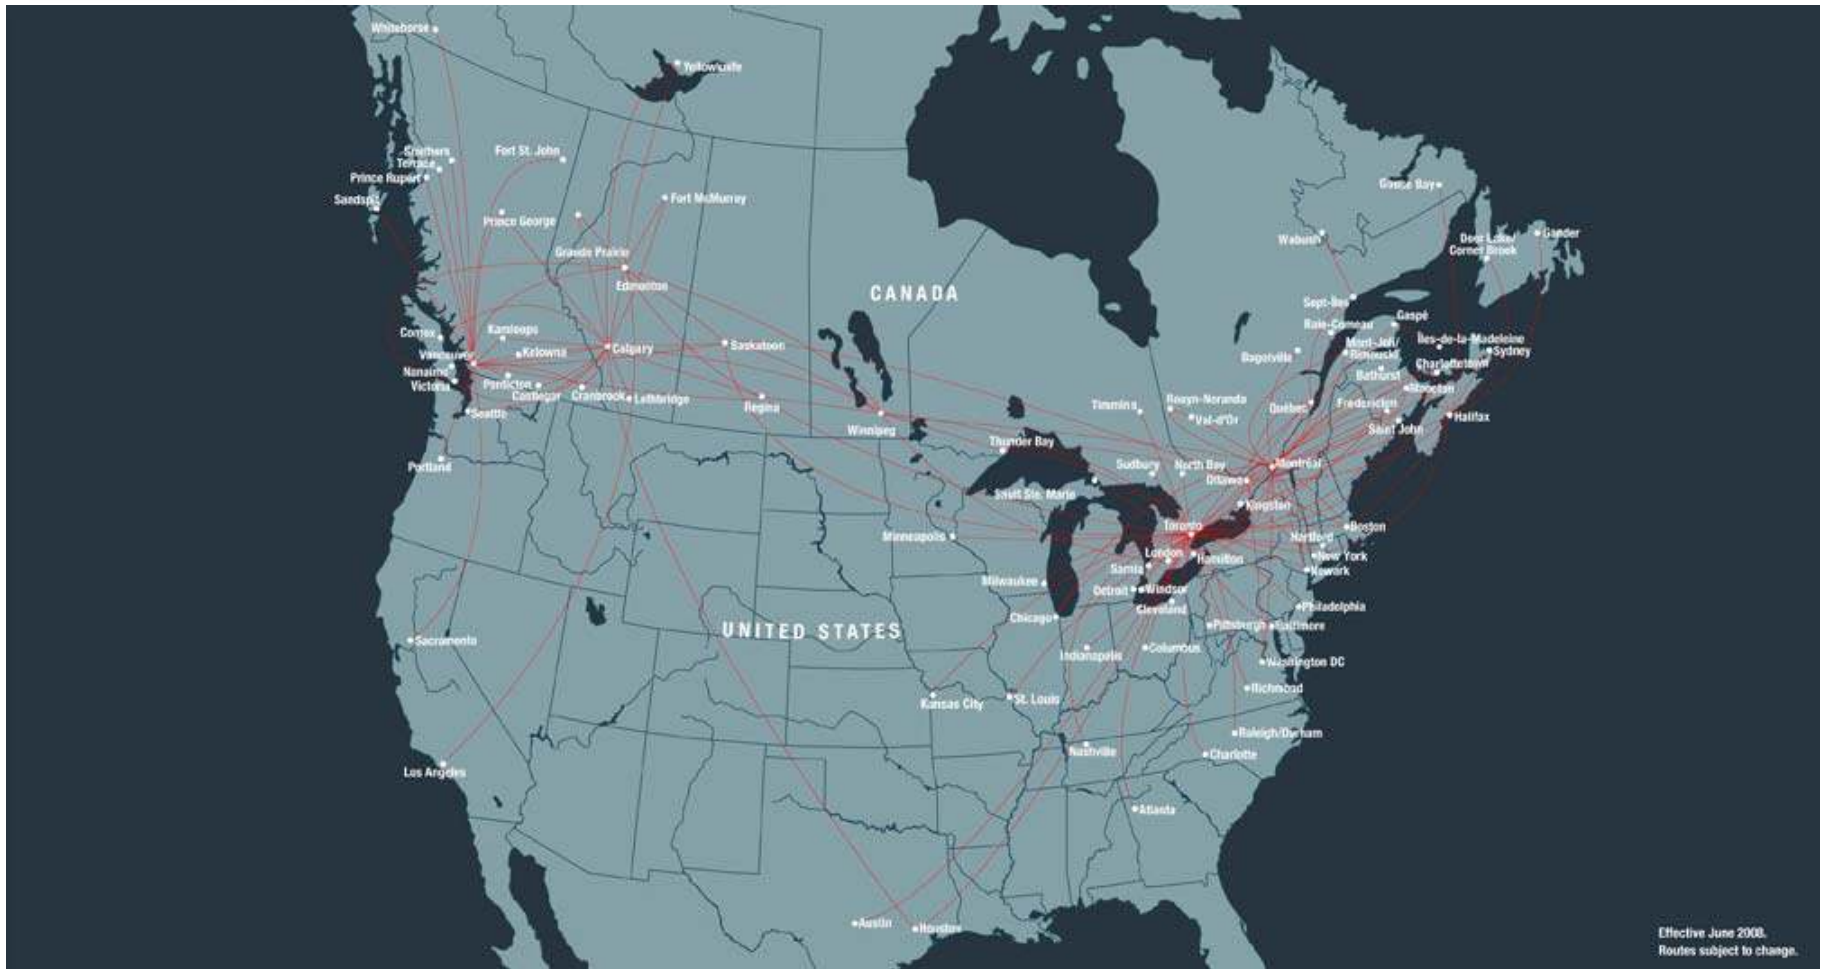 Whitehorse
Yellowknife
Smithers
Terrace
Fort St. John
Prince Rupert
Sandspit
Fort McMurray
Prince George
Goose Bay
Wabush
Deer Lake/
Corner Brook
Gander
Grande Prairie
Edmonton
CANADA
Sept-Îles
Baie-Comeau
Gaspé
Îles-de-la-Madeleine
Comox
Kamloops
Vancouver
Kelowna
Calgary
Saskatoon
Mont-Joli/
Rimouski
Sydney
Bagotville
Charlottetown
Nanaimo
Victoria
Penticton
Castlegar
Cranbrook
Lethbridge
Bathurst
Moncton
Seattle
Regina
Winnipeg
Timmins
Rouyn-Noranda
Val-d'Or
Québec
Fredericton
Saint John
Halifax
Portland
Thunder Bay
Sudbury
North Bay
Montréal
Ottawa
Sault Ste. Marie
Kingston
Toronto
Boston
Minneapolis
Hartford
London
Hamilton
New York
Sarnia
Newark
Milwaukee
Detroit
Windsor
Cleveland
Philadelphia
Chicago
Pittsburgh
Baltimore
UNITED STATES
Sacramento
Indianapolis
Columbus
Washington DC
Richmond
Kansas City
St. Louis
Raleigh/Durham
Nashville
Charlotte
Los Angeles
Atlanta
Austin
Houston
Effective June 2008.
Routes subject to change.